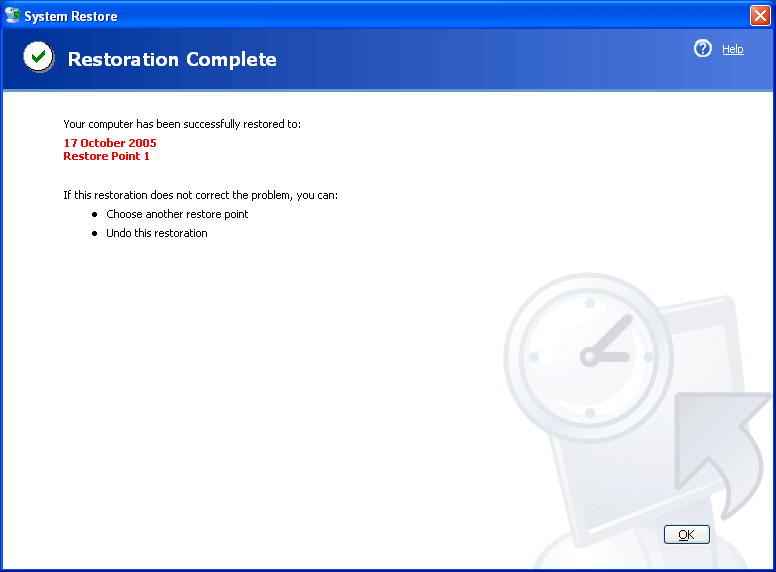 System Restore
Restoration Complete
Help
Your computer has been successfully restored to:
17 October 2005
Restore Point 1
If this restoration does not correct the problem, you can:
Choose another restore point
Undo this restoration
OK